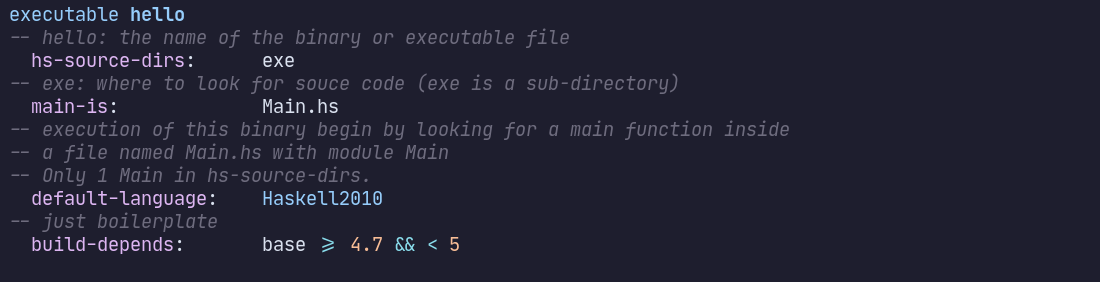 executable hello
-- hello: the name of the binary or executable file
hs-source-dirs: exe
-- exe: where to look for souce code (exe is a sub-directory)
main-is: Main.hs
-- execution of this binary begin by looking for a main function inside
-- a file named Main.hs with module Main
-- Only 1 Main in hs-source-dirs.
default-language: Haskell2010
-- just boilerplate
build-depends: base ≥ 4.7 && < 5